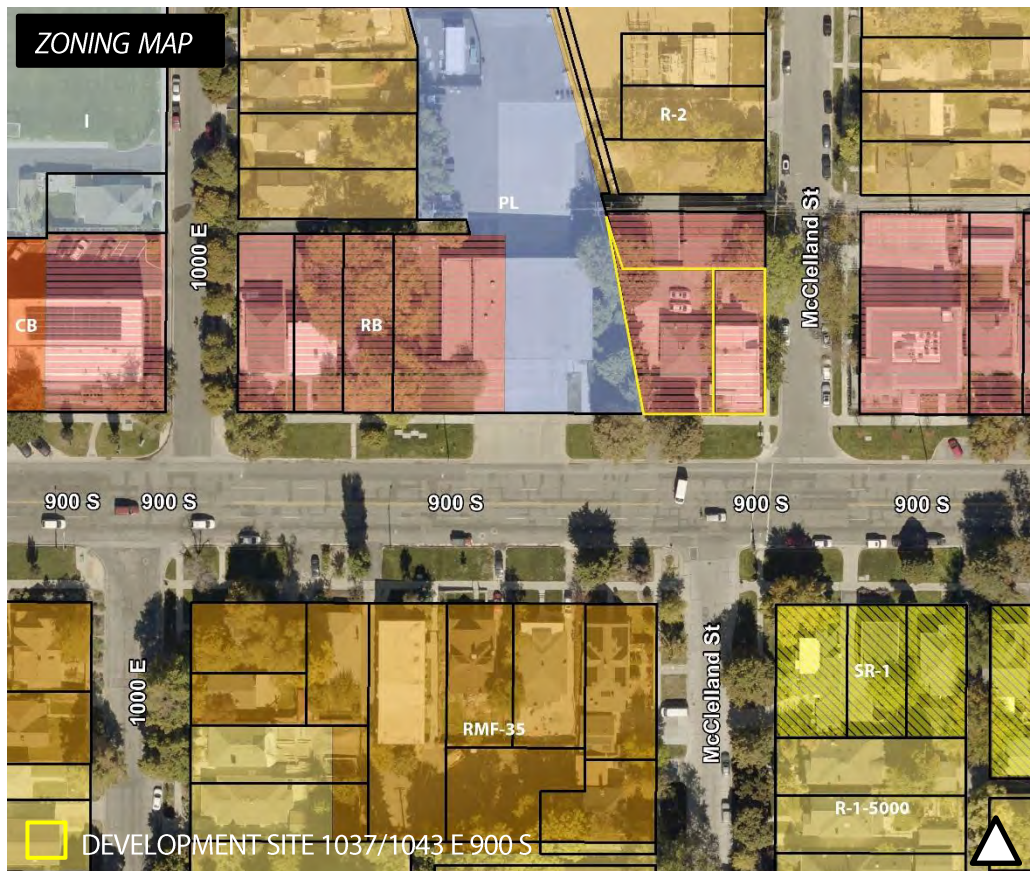 ZONING MAP
I
R-2
PL
1000 E
McClelland St
CB
RB
900 S
900 S
900 S
900 S
900 S
1000 E
McClelland St
SR-1
RMF-35
R-1-5000
DEVELOPMENT SITE 1037/1043 E 900 S